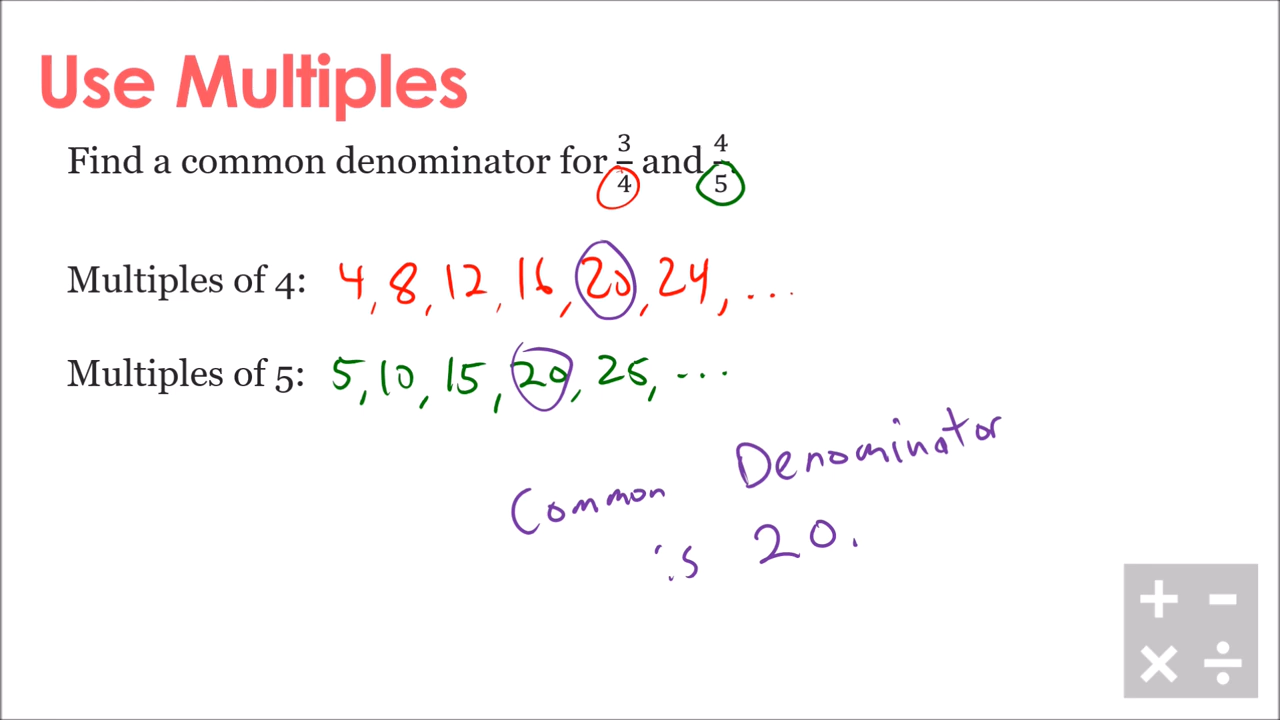 Use Multiples
Find a common denominator for 3/4 and 4/5.
Multiples of 4: 4, 8, 12, 16, 20, 24, ...
Multiples of 5: 5, 10, 15, 20, 25, ...
Common Denominator
is 20.
+ −
× ÷